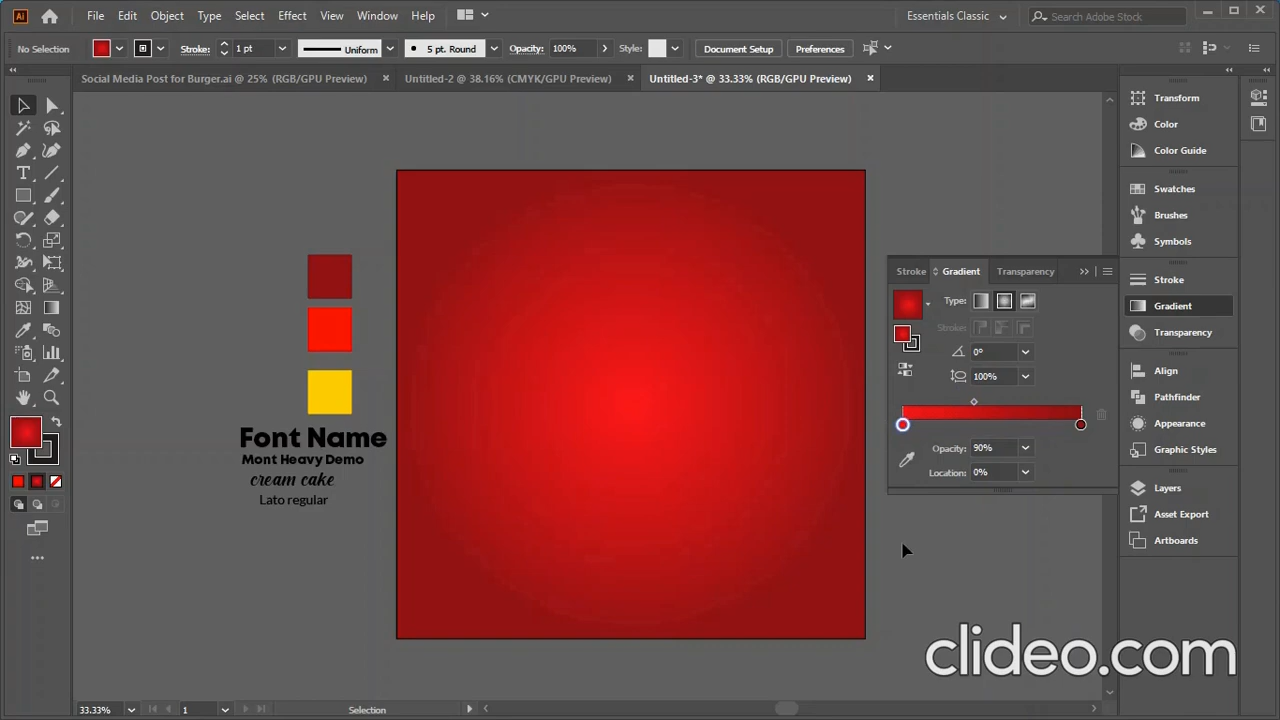 Ai File Edit Object Type Select Effect View Window Help Essentials Classic Search Adobe Stock
No Selection Stroke: 1 pt Uniform 5 pt. Round Opacity: 100% Style: Document Setup Preferences
Social Media Post for Burger.ai @ 25% (RGB/GPU Preview) Untitled-2 @ 38.16% (CMYK/GPU Preview) Untitled-3* @ 33.33% (RGB/GPU Preview)
Transform
Color
Color Guide
Swatches
Brushes
Symbols
Stroke
Gradient
Transparency
Align
Pathfinder
Appearance
Graphic Styles
Layers
Asset Export
Artboards
Stroke Gradient Transparency
Type:
Strokes:
0°
100%
Opacity: 90%
Location: 0%
Font Name
Mont Heavy Demo
cream cake
Lato regular
clideo.com
33.33% 1 Selection